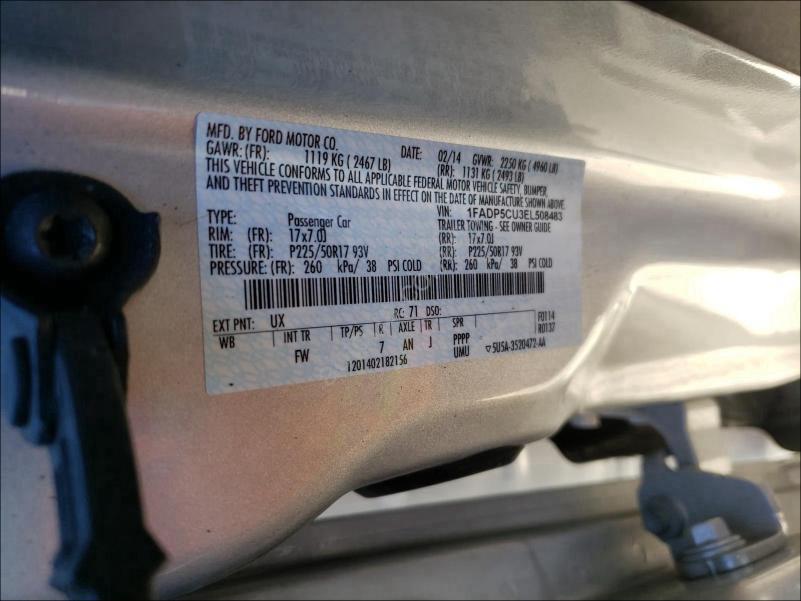 MFD. BY FORD MOTOR CO.
DATE: 02/14 GVWR: 2250 KG ( 4960 LB)
GAWR: (FR): 1119 KG ( 2467 LB) (RR): 1131 KG ( 2493 LB)
THIS VEHICLE CONFORMS TO ALL APPLICABLE FEDERAL MOTOR VEHICLE SAFETY, BUMPER,
AND THEFT PREVENTION STANDARDS IN EFFECT ON THE DATE OF MANUFACTURE SHOWN ABOVE.
VIN: 1FADP5CU3EL508483
TYPE: Passenger Car TRAILER TOWING - SEE OWNER GUIDE
RIM: (FR): 17x7.0J (RR): 17x7.0J
TIRE: (FR): P225/50R17 93V (RR): P225/50R17 93V
PRESSURE: (FR): 260 kPa/ 38 PSI COLD (RR): 260 kPa/ 38 PSI COLD
EXT PNT: UX RC: 71 DSO: F0114
WB INT TR TP/PS R AXLE TR SPR R0137
FW 7 AN J PPPP
UMU
1201402182156 ▽5U5A-3520472-AA